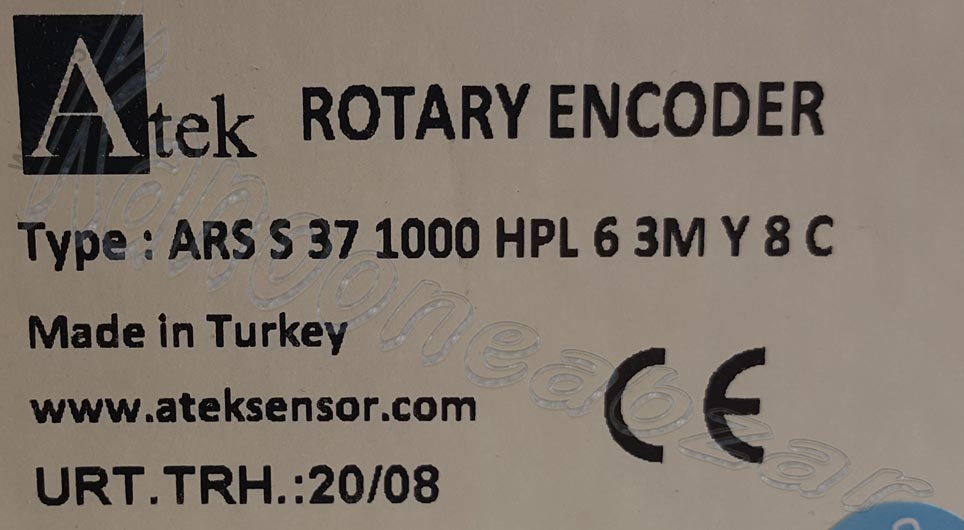 Atek ROTARY ENCODER
Type : ARS S 37 1000 HPL 6 3M Y 8 C
Made in Turkey
www.ateksensor.com
CE
URT.TRH.:20/08